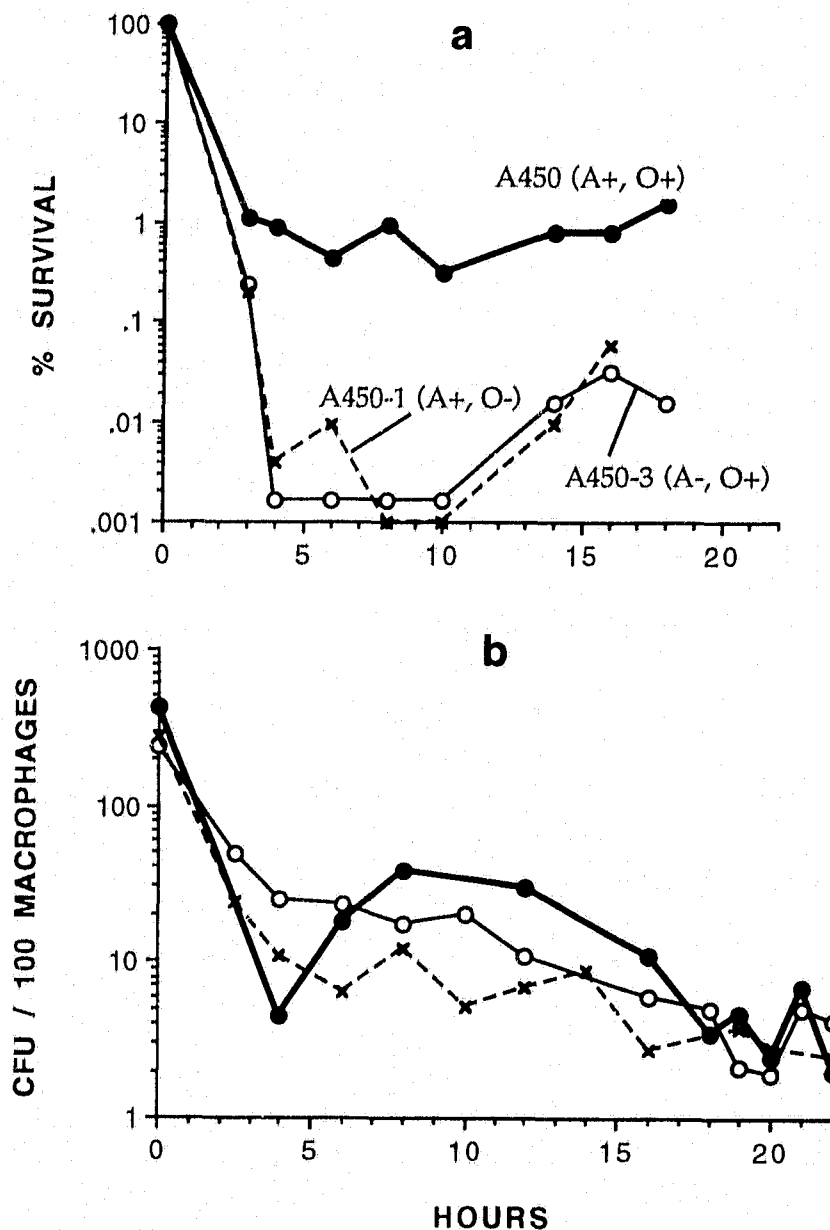 a
% SURVIVAL
100
10
1
.1
.01
.001
A450 (A+, O+)
A450-1 (A+, O-)
A450-3 (A-, O+)
0 5 10 15 20
b
CFU / 100 MACROPHAGES
1000
100
10
1
0 5 10 15 20
HOURS